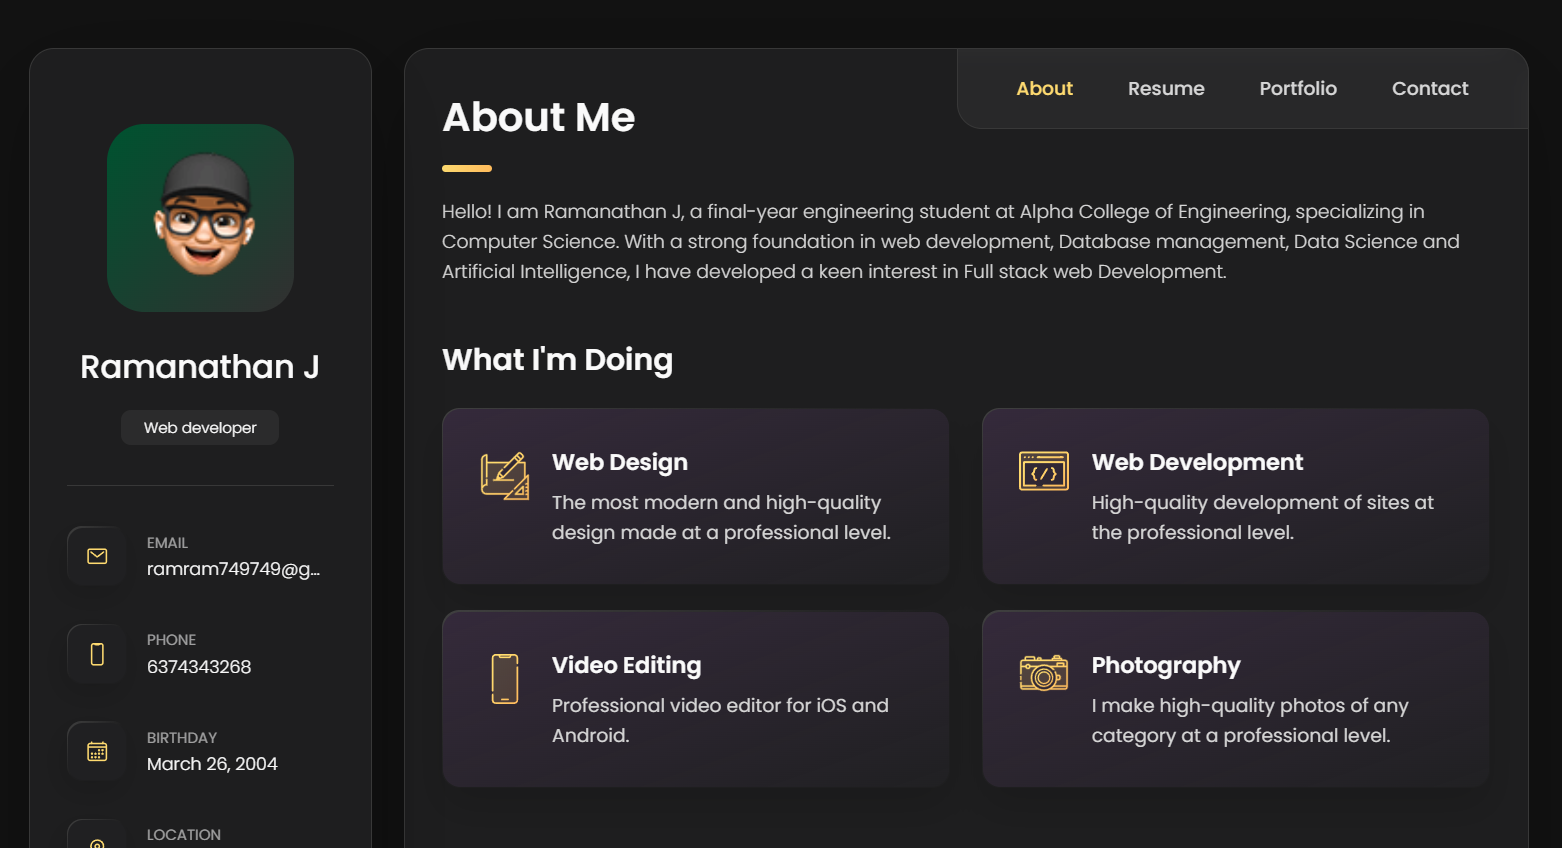 Ramanathan J
Web developer
EMAIL
ramram749749@g...
PHONE
6374343268
BIRTHDAY
March 26, 2004
LOCATION
About
Resume
Portfolio
Contact
About Me
Hello! I am Ramanathan J, a final-year engineering student at Alpha College of Engineering, specializing in
Computer Science. With a strong foundation in web development, Database management, Data Science and
Artificial Intelligence, I have developed a keen interest in Full stack web Development.
What I'm Doing
Web Design
The most modern and high-quality
design made at a professional level.
Web Development
High-quality development of sites at
the professional level.
Video Editing
Professional video editor for iOS and
Android.
Photography
I make high-quality photos of any
category at a professional level.